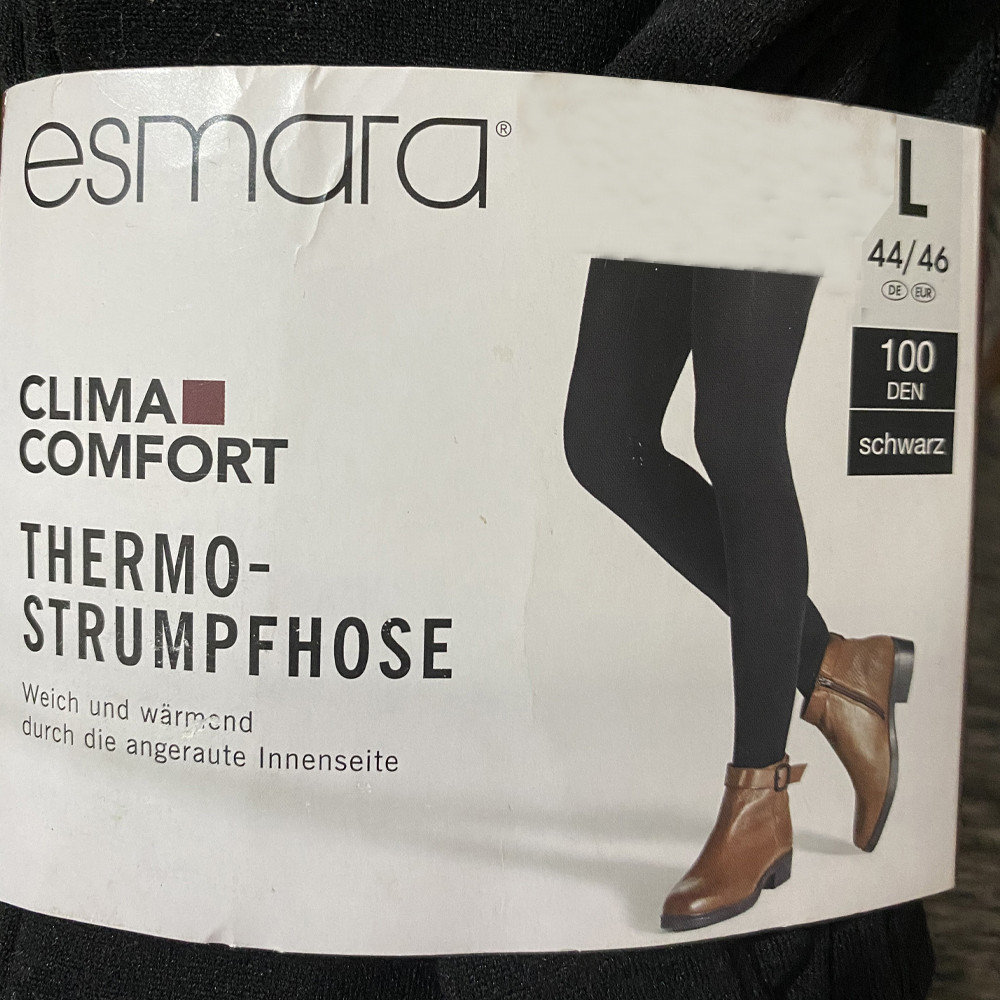 esmara®
L
44/46
DE EUR
100
DEN
schwarz
CLIMA
COMFORT
THERMO-
STRUMPFHOSE
Weich und wärmend
durch die angeraute Innenseite